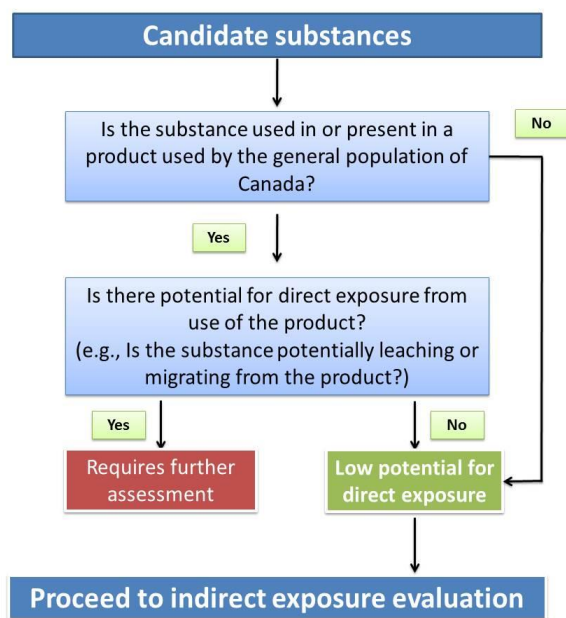 Candidate substances
Is the substance used in or present in a
product used by the general population of
Canada?
No
Yes
Is there potential for direct exposure from
use of the product?
(e.g., Is the substance potentially leaching or
migrating from the product?)
Yes
No
Requires further
assessment
Low potential for
direct exposure
Proceed to indirect exposure evaluation